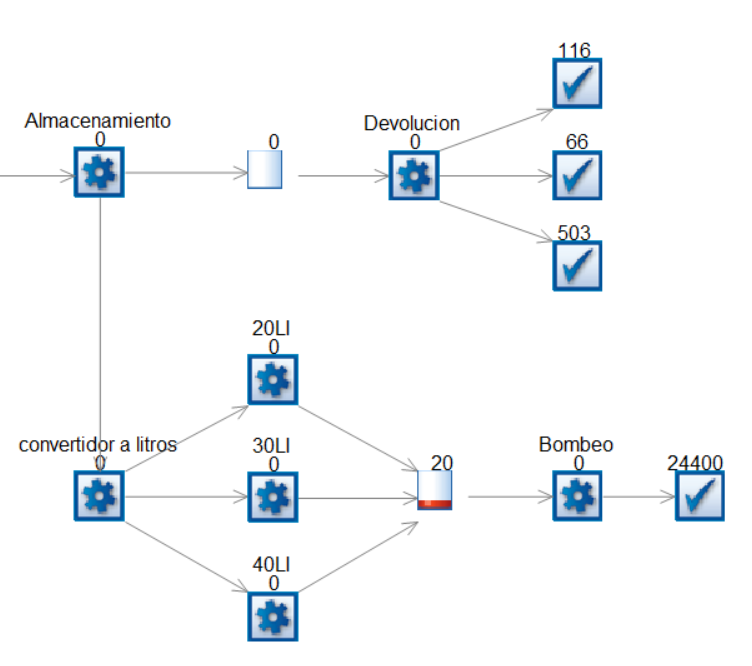 116
Almacenamiento
0
0
Devolucion
0
66
503
20LI
0
convertidor a litros
0
30LI
0
20
Bombeo
0
24400
40LI
0